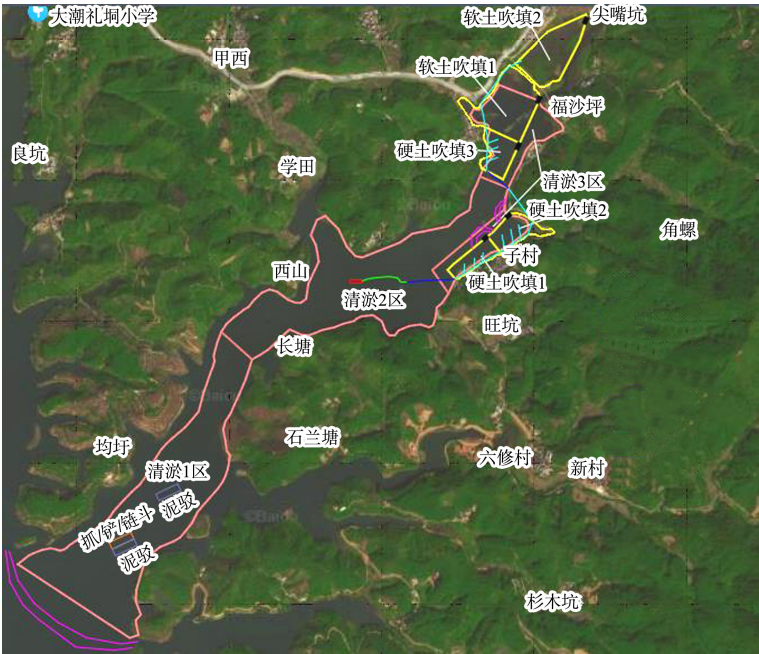 大潮礼垌小学
软土吹填2
尖嘴坑
甲西
软土吹填1
福沙坪
良坑
硬土吹填3
学田
清淤3区
硬土吹填2
角螺
子村
西山
硬土吹填1
清淤2区
旺坑
长塘
石兰塘
均圩
六修村
新村
清淤1区
泥驳
抓/铲/链斗
泥驳
杉木坑